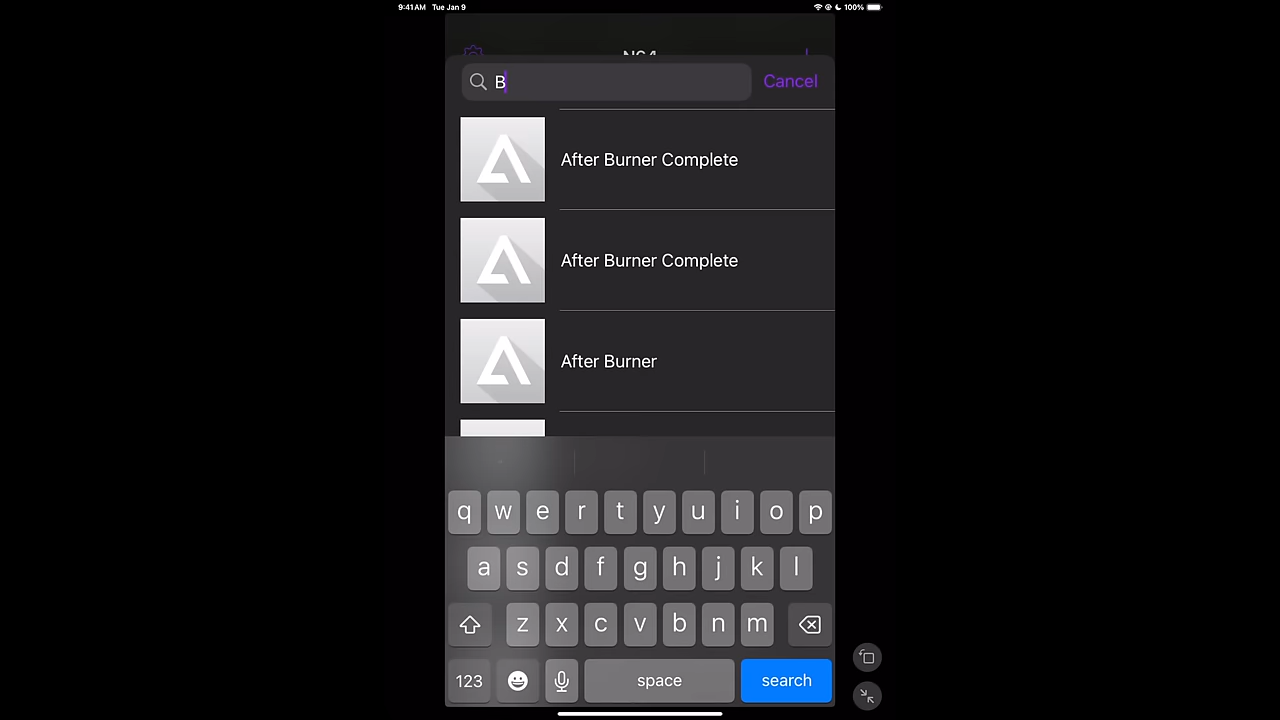 9:41 AM Tue Jan 9
100%
N64
B
Cancel
After Burner Complete
After Burner Complete
After Burner
q w e r t y u i o p
a s d f g h j k l
z x c v b n m
123 space search